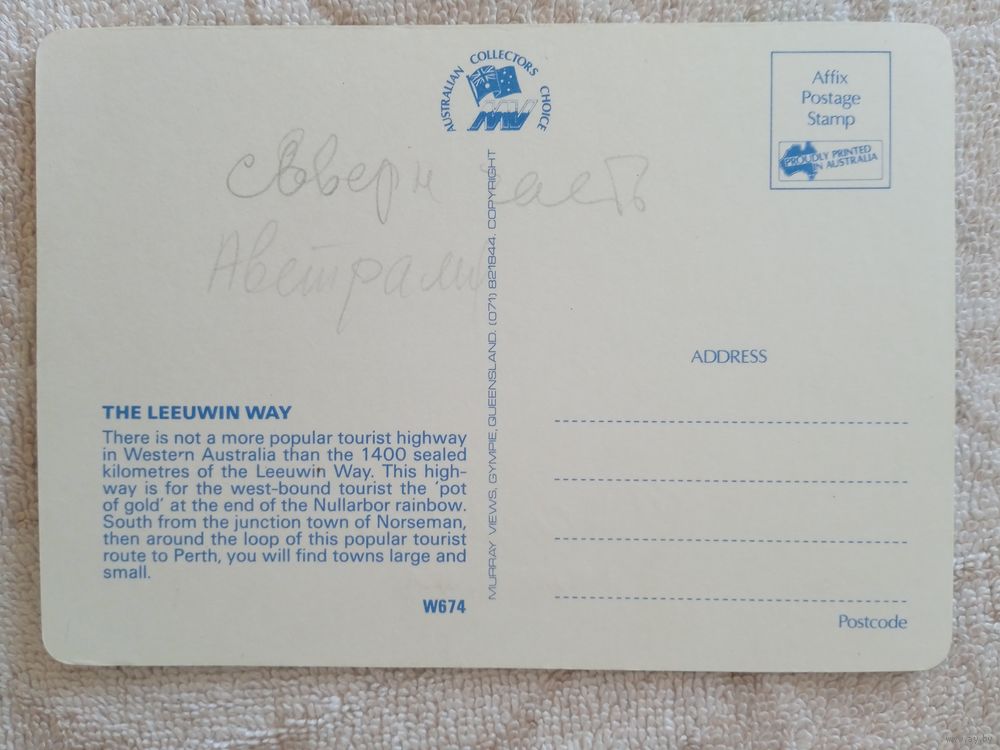 AUSTRALIAN COLLECTORS CHOICE
MV
Affix
Postage
Stamp
PROUDLY PRINTED
IN AUSTRALIA
Австрали
MURRAY VIEWS, GYMPIE, QUEENSLAND. (071) 821844. COPYRIGHT
ADDRESS
THE LEEUWIN WAY
There is not a more popular tourist highway
in Western Australia than the 1400 sealed
kilometres of the Leeuwin Way. This high-
way is for the west-bound tourist the 'pot
of gold' at the end of the Nullarbor rainbow.
South from the junction town of Norseman,
then around the loop of this popular tourist
route to Perth, you will find towns large and
small.
W674
Postcode